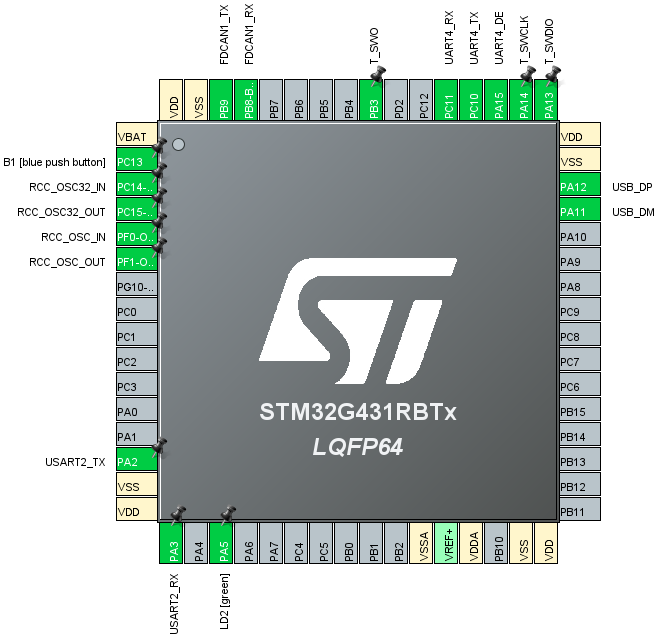 FDCAN1_TX
FDCAN1_RX
T_SWO
UART4_RX
UART4_TX
UART4_DE
T_SWCLK
T_SWDIO
VDD
VSS
PB9
PB8-B..
PB7
PB6
PB5
PB4
PB3
PD2
PC12
PC11
PC10
PA15
PA14
PA13
VBAT
B1 [blue push button]
PC13
RCC_OSC32_IN
PC14-..
RCC_OSC32_OUT
PC15-..
RCC_OSC_IN
PF0-O..
RCC_OSC_OUT
PF1-O..
PG10-..
PC0
PC1
PC2
PC3
PA0
PA1
USART2_TX
PA2
VSS
VDD
ST
STM32G431RBTx
LQFP64
VDD
VSS
PA12
USB_DP
PA11
USB_DM
PA10
PA9
PA8
PC9
PC8
PC7
PC6
PB15
PB14
PB13
PB12
PB11
PA3
PA4
PA5
PA6
PA7
PC4
PC5
PB0
PB1
PB2
VSSA
VREF+
VDDA
PB10
VSS
VDD
USART2_RX
LD2 [green]